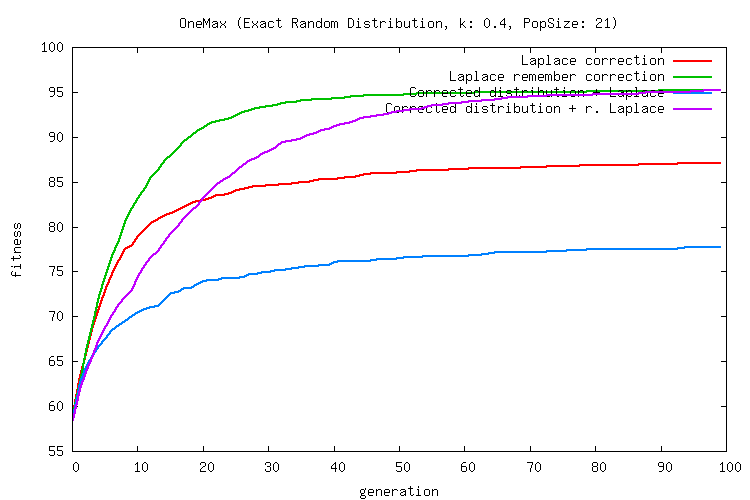 OneMax (Exact Random Distribution, k: 0.4, PopSize: 21)
100
95
90
85
80
75
70
65
60
55
Laplace correction
Laplace remember correction
Corrected distribution + Laplace
Corrected distribution + r. Laplace
fitness
0 10 20 30 40 50 60 70 80 90 100
generation